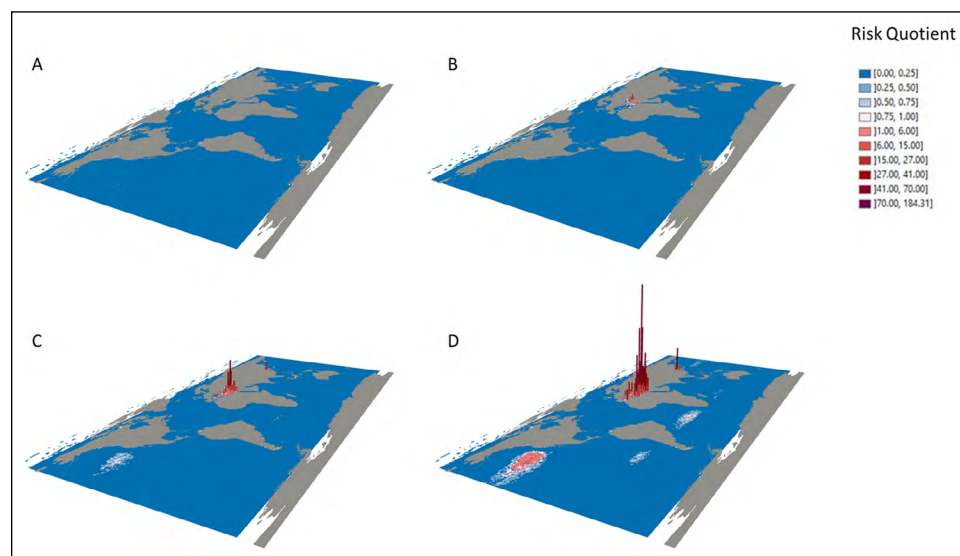 Risk Quotient
A
B
[0.00, 0.25]
]0.25, 0.50]
]0.50, 0.75]
]0.75, 1.00]
]1.00, 6.00]
]6.00, 15.00]
]15.00, 27.00]
]27.00, 41.00]
]41.00, 70.00]
]70.00, 184.31]
C
D